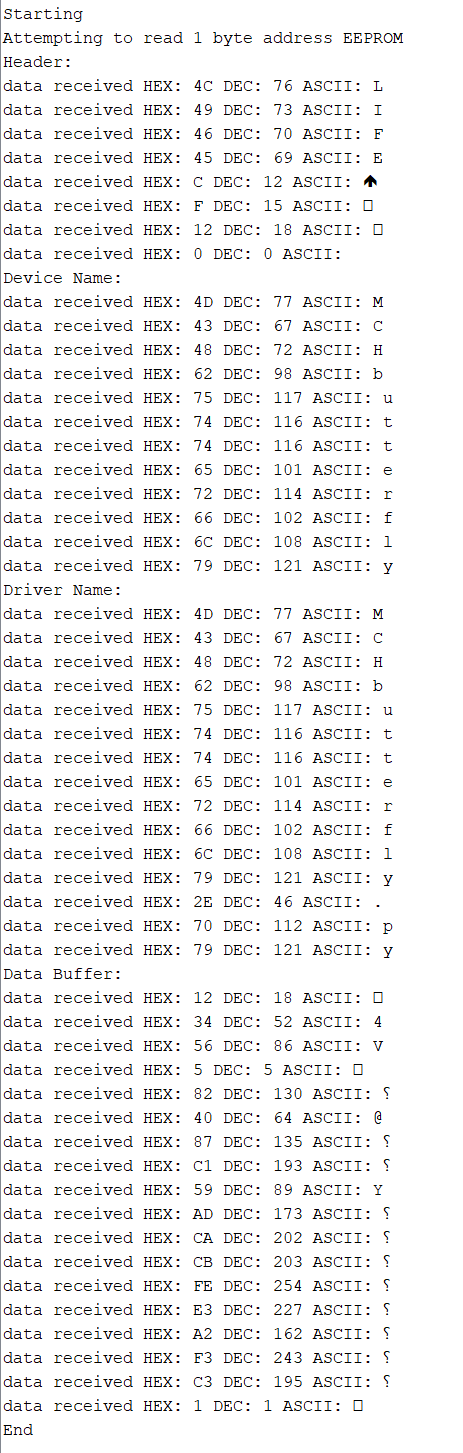 Starting
Attempting to read 1 byte address EEPROM
Header:
data received HEX: 4C DEC: 76 ASCII: L
data received HEX: 49 DEC: 73 ASCII: I
data received HEX: 46 DEC: 70 ASCII: F
data received HEX: 45 DEC: 69 ASCII: E
data received HEX: C DEC: 12 ASCII: 🡅
data received HEX: F DEC: 15 ASCII: □
data received HEX: 12 DEC: 18 ASCII: □
data received HEX: 0 DEC: 0 ASCII:
Device Name:
data received HEX: 4D DEC: 77 ASCII: M
data received HEX: 43 DEC: 67 ASCII: C
data received HEX: 48 DEC: 72 ASCII: H
data received HEX: 62 DEC: 98 ASCII: b
data received HEX: 75 DEC: 117 ASCII: u
data received HEX: 74 DEC: 116 ASCII: t
data received HEX: 74 DEC: 116 ASCII: t
data received HEX: 65 DEC: 101 ASCII: e
data received HEX: 72 DEC: 114 ASCII: r
data received HEX: 66 DEC: 102 ASCII: f
data received HEX: 6C DEC: 108 ASCII: l
data received HEX: 79 DEC: 121 ASCII: y
Driver Name:
data received HEX: 4D DEC: 77 ASCII: M
data received HEX: 43 DEC: 67 ASCII: C
data received HEX: 48 DEC: 72 ASCII: H
data received HEX: 62 DEC: 98 ASCII: b
data received HEX: 75 DEC: 117 ASCII: u
data received HEX: 74 DEC: 116 ASCII: t
data received HEX: 74 DEC: 116 ASCII: t
data received HEX: 65 DEC: 101 ASCII: e
data received HEX: 72 DEC: 114 ASCII: r
data received HEX: 66 DEC: 102 ASCII: f
data received HEX: 6C DEC: 108 ASCII: l
data received HEX: 79 DEC: 121 ASCII: y
data received HEX: 2E DEC: 46 ASCII: .
data received HEX: 70 DEC: 112 ASCII: p
data received HEX: 79 DEC: 121 ASCII: y
Data Buffer:
data received HEX: 12 DEC: 18 ASCII: □
data received HEX: 34 DEC: 52 ASCII: 4
data received HEX: 56 DEC: 86 ASCII: V
data received HEX: 5 DEC: 5 ASCII: □
data received HEX: 82 DEC: 130 ASCII: ⸮
data received HEX: 40 DEC: 64 ASCII: @
data received HEX: 87 DEC: 135 ASCII: ⸮
data received HEX: C1 DEC: 193 ASCII: ⸮
data received HEX: 59 DEC: 89 ASCII: Y
data received HEX: AD DEC: 173 ASCII: ⸮
data received HEX: CA DEC: 202 ASCII: ⸮
data received HEX: CB DEC: 203 ASCII: ⸮
data received HEX: FE DEC: 254 ASCII: ⸮
data received HEX: E3 DEC: 227 ASCII: ⸮
data received HEX: A2 DEC: 162 ASCII: ⸮
data received HEX: F3 DEC: 243 ASCII: ⸮
data received HEX: C3 DEC: 195 ASCII: ⸮
data received HEX: 1 DEC: 1 ASCII: □
End